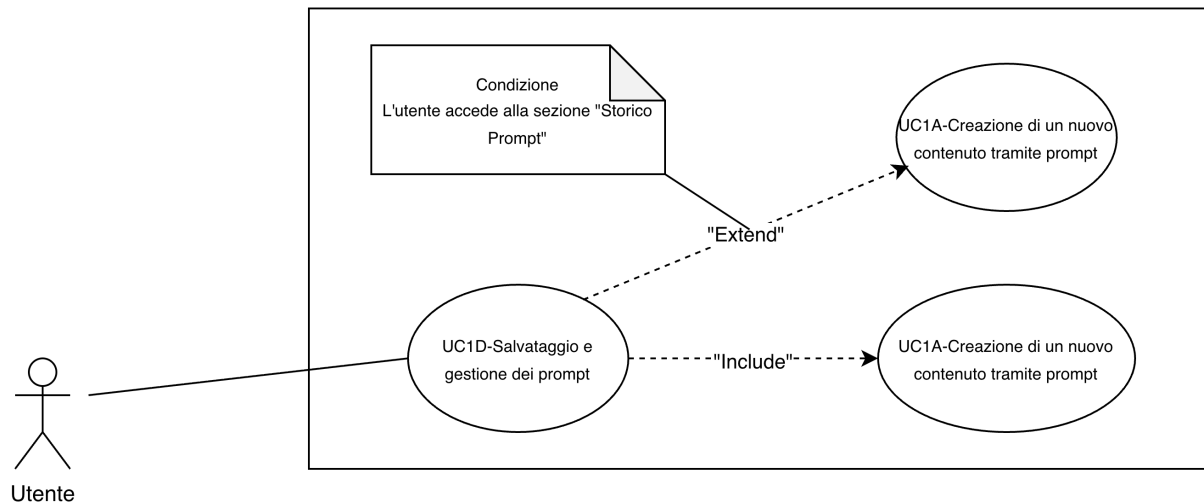 Condizione
L'utente accede alla sezione "Storico
Prompt"
UC1A-Creazione di un nuovo
contenuto tramite prompt
"Extend"
UC1D-Salvataggio e
gestione dei prompt
"Include"
UC1A-Creazione di un nuovo
contenuto tramite prompt
Utente